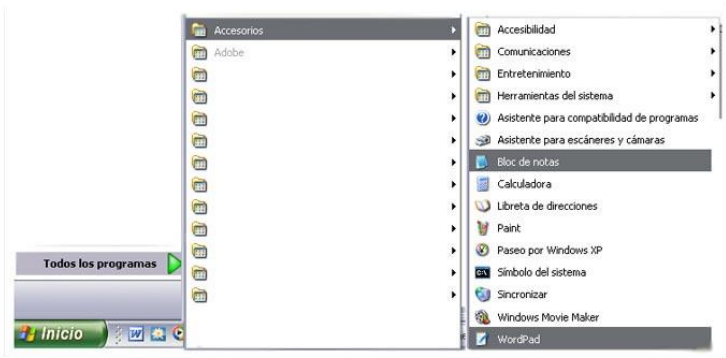 Todos los programas
Inicio
Accesorios
Adobe
Accesibilidad
Comunicaciones
Entretenimiento
Herramientas del sistema
Asistente para compatibilidad de programas
Asistente para escáneres y cámaras
Bloc de notas
Calculadora
Libreta de direcciones
Paint
Paseo por Windows XP
Símbolo del sistema
Sincronizar
Windows Movie Maker
WordPad